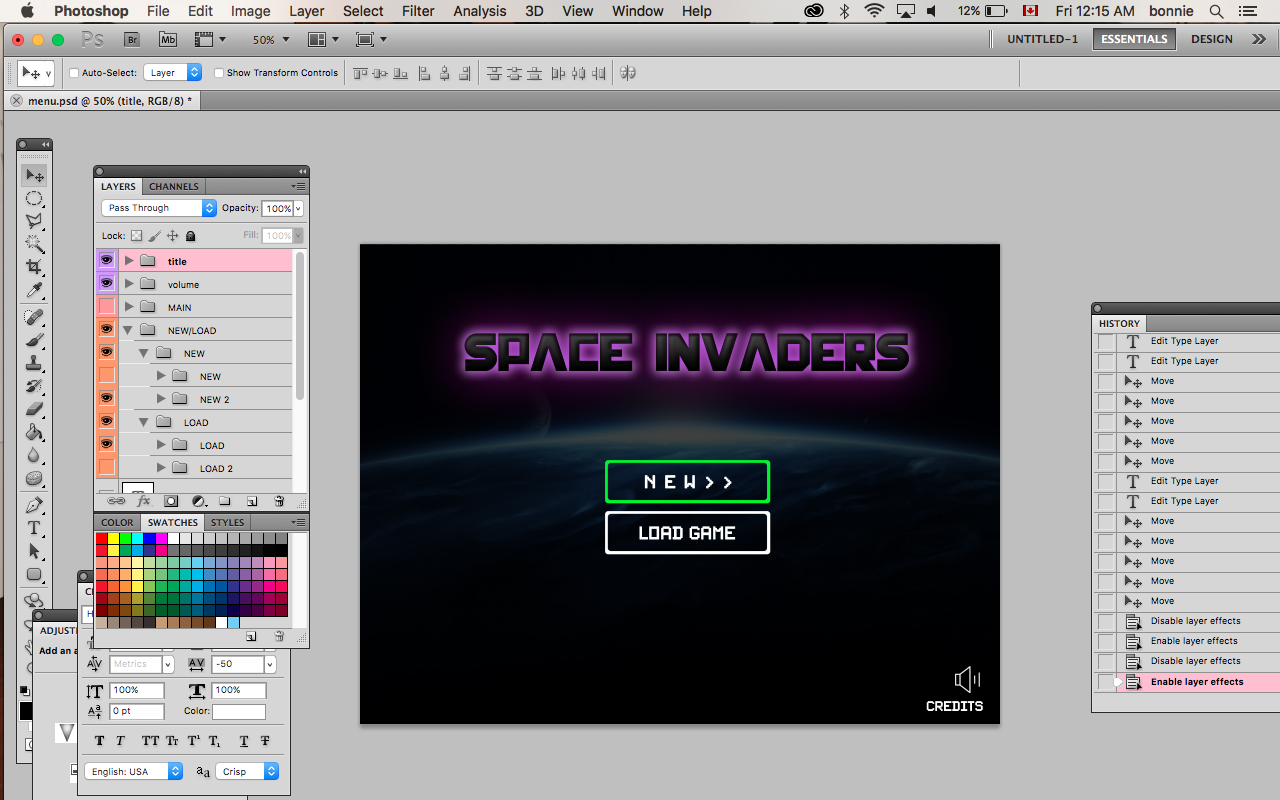 Photoshop File Edit Image Layer Select Filter Analysis 3D View Window Help 12% Fri 12:15 AM bonnie
Ps Br Mb 50% UNTITLED-1 ESSENTIALS DESIGN
Auto-Select: Layer Show Transform Controls
menu.psd @ 50% (title, RGB/8) *
LAYERS CHANNELS
Pass Through Opacity: 100%
Lock: Fill: 100%
title
volume
MAIN
NEW/LOAD
NEW
NEW
NEW 2
LOAD
LOAD
LOAD 2
fx
COLOR SWATCHES STYLES
ADJUST
Add an a
Metrics AV -50
T 100% T 100%
0 pt Color:
T T TT Tr T¹ T₁ T T
English: USA aa Crisp
SPACE INVADERS
NEW>>
LOAD GAME
CREDITS
HISTORY
Edit Type Layer
Edit Type Layer
Move
Move
Move
Move
Move
Edit Type Layer
Edit Type Layer
Move
Move
Move
Move
Move
Disable layer effects
Enable layer effects
Disable layer effects
Enable layer effects